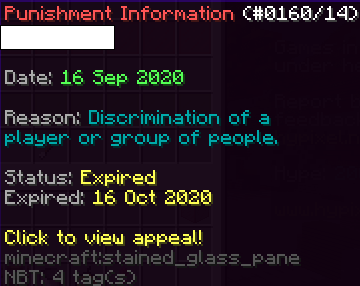 Punishment Information (#0160/14)
Date: 16 Sep 2020
Reason: Discrimination of a
player or group of people.
Status: Expired
Expired: 16 Oct 2020
Click to view appeal!
minecraft:stained_glass_pane
NBT: 4 tag(s)